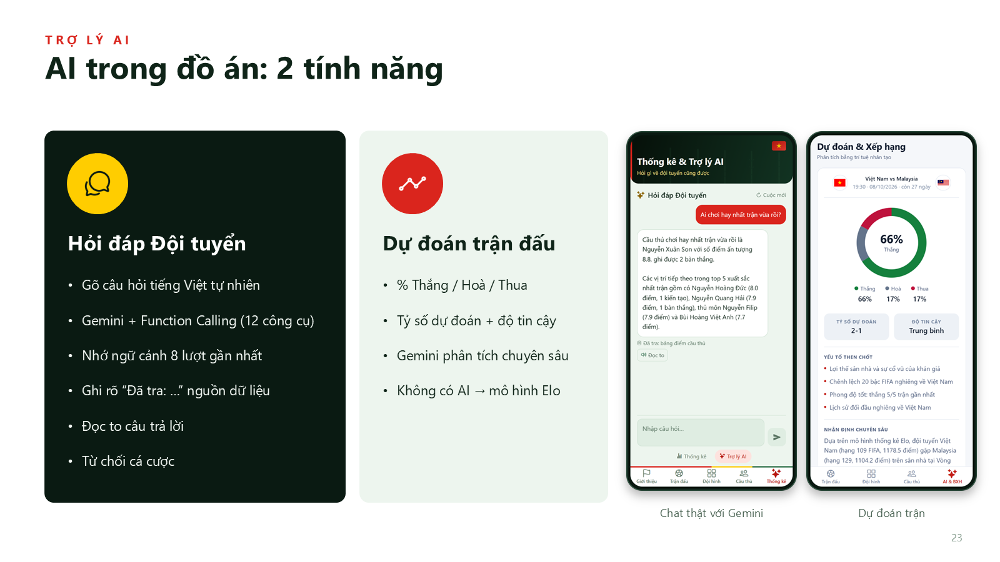 TRỢ LÝ AI
AI trong đồ án: 2 tính năng
Hỏi đáp Đội tuyển
• Gõ câu hỏi tiếng Việt tự nhiên
• Gemini + Function Calling (12 công cụ)
• Nhớ ngữ cảnh 8 lượt gần nhất
• Ghi rõ “Đã tra: ...” nguồn dữ liệu
• Đọc to câu trả lời
• Từ chối cá cược
Dự đoán trận đấu
• % Thắng / Hoà / Thua
• Tỷ số dự đoán + độ tin cậy
• Gemini phân tích chuyên sâu
• Không có AI → mô hình Elo
Thống kê & Trợ lý AI
Hỏi gì về đội tuyển cũng được
Hỏi đáp Đội tuyển
Cuộc mới
Ai chơi hay nhất trận vừa rồi?
Cầu thủ chơi hay nhất trận vừa rồi là
Nguyễn Xuân Son với số điểm ấn tượng
8.8, ghi được 2 bàn thắng.
Các vị trí tiếp theo trong top 5 xuất sắc
nhất trận gồm có Nguyễn Hoàng Đức (8.0
điểm, 1 kiến tạo), Nguyễn Quang Hải (7.9
điểm, 1 bàn thắng), thủ môn Nguyễn Filip
(7.9 điểm) và Bùi Hoàng Việt Anh (7.7
điểm).
Đã tra: bảng điểm cầu thủ
Đọc to
Nhập câu hỏi...
Thống kê
Trợ lý AI
Giới thiệu
Trận đấu
Đội hình
Cầu thủ
Thống kê
Chat thật với Gemini
Dự đoán & Xếp hạng
Phân tích bằng trí tuệ nhân tạo
Việt Nam vs Malaysia
19:30 · 08/10/2026 · còn 27 ngày
66%
Thắng
Thắng
Hoà
Thua
66%
17%
17%
TỶ SỐ DỰ ĐOÁN
2-1
ĐỘ TIN CẬY
Trung bình
YẾU TỐ THEN CHỐT
• Lợi thế sân nhà và sự cổ vũ của khán giả
• Chênh lệch 20 bậc FIFA nghiêng về Việt Nam
• Phong độ tốt: thắng 5/5 trận gần nhất
• Lịch sử đối đầu nghiêng về Việt Nam
NHẬN ĐỊNH CHUYÊN SÂU
Dựa trên mô hình thống kê Elo, đội tuyển Việt
Nam (hạng 109 FIFA, 1178.5 điểm) gặp Malaysia
(hạng 129, 1104.2 điểm) trên sân nhà tại Vòng
Trận đấu
Đội hình
Cầu thủ
AI & BXH
Dự đoán trận
23